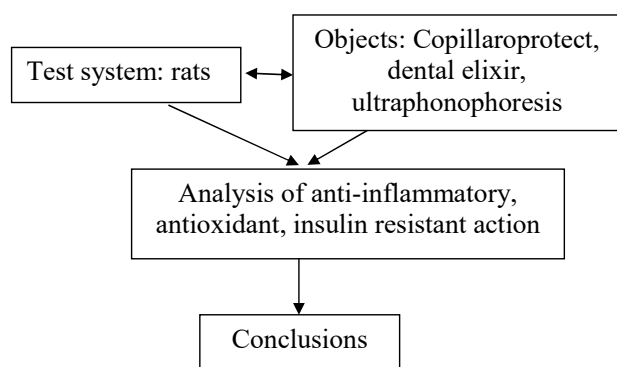 Test system: rats
Objects: Copillaroprotect,
dental elixir,
ultraphonophoresis
Analysis of anti-inflammatory,
antioxidant, insulin resistant action
Conclusions